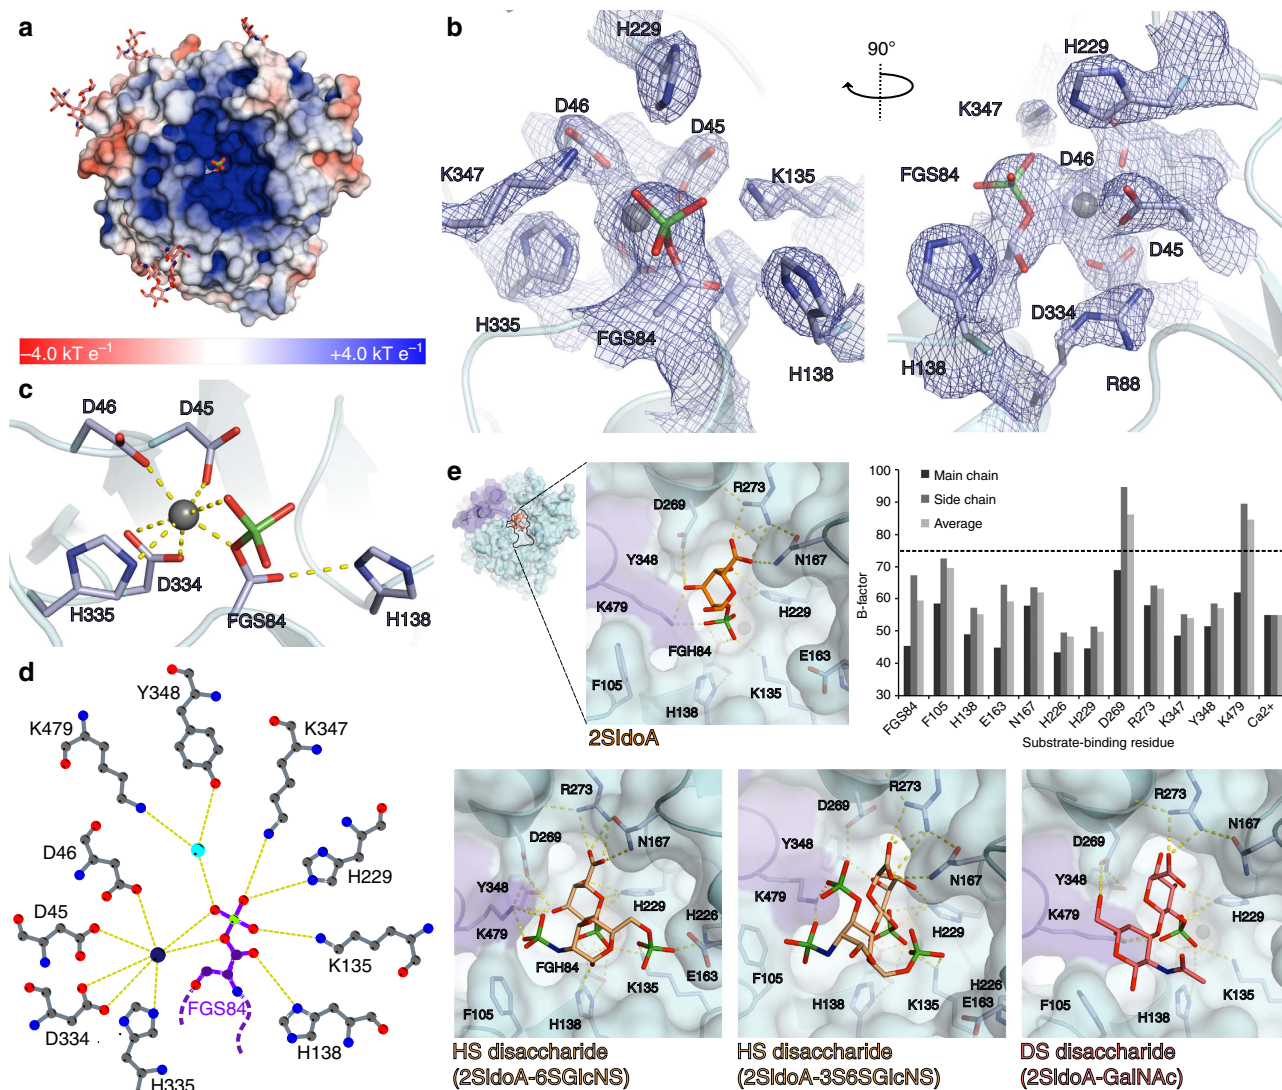 a
−4.0 kT e⁻¹
+4.0 kT e⁻¹
b
H229
D46
D45
K347
K135
H335
FGS84
H138
90°
H229
K347
D46
FGS84
D45
D334
H138
R88
c
D46
D45
D334
H335
FGS84
H138
d
Y348
K479
K347
D46
H229
D45
K135
FGS84
D334
H335
H138
e
R273
D269
Y348
N167
K479
H229
FGH84
E163
F105
K135
H138
2SIdoA
100
90
80
70
60
50
40
30
B-factor
Main chain
Side chain
Average
FGS84
F105
H138
E163
N167
H226
H229
D269
R273
K347
Y348
K479
Ca2+
Substrate-binding residue
R273
D269
N167
Y348
H229
H226
K479
FGH84
E163
K135
F105
H138
HS disaccharide
(2SIdoA-6SGlcNS)
R273
D269
Y348
N167
K479
H229
F105
H226
K135
E163
H138
HS disaccharide
(2SIdoA-3S6SGlcNS)
R273
N167
D269
Y348
K479
H229
K135
F105
H138
DS disaccharide
(2SIdoA-GalNAc)